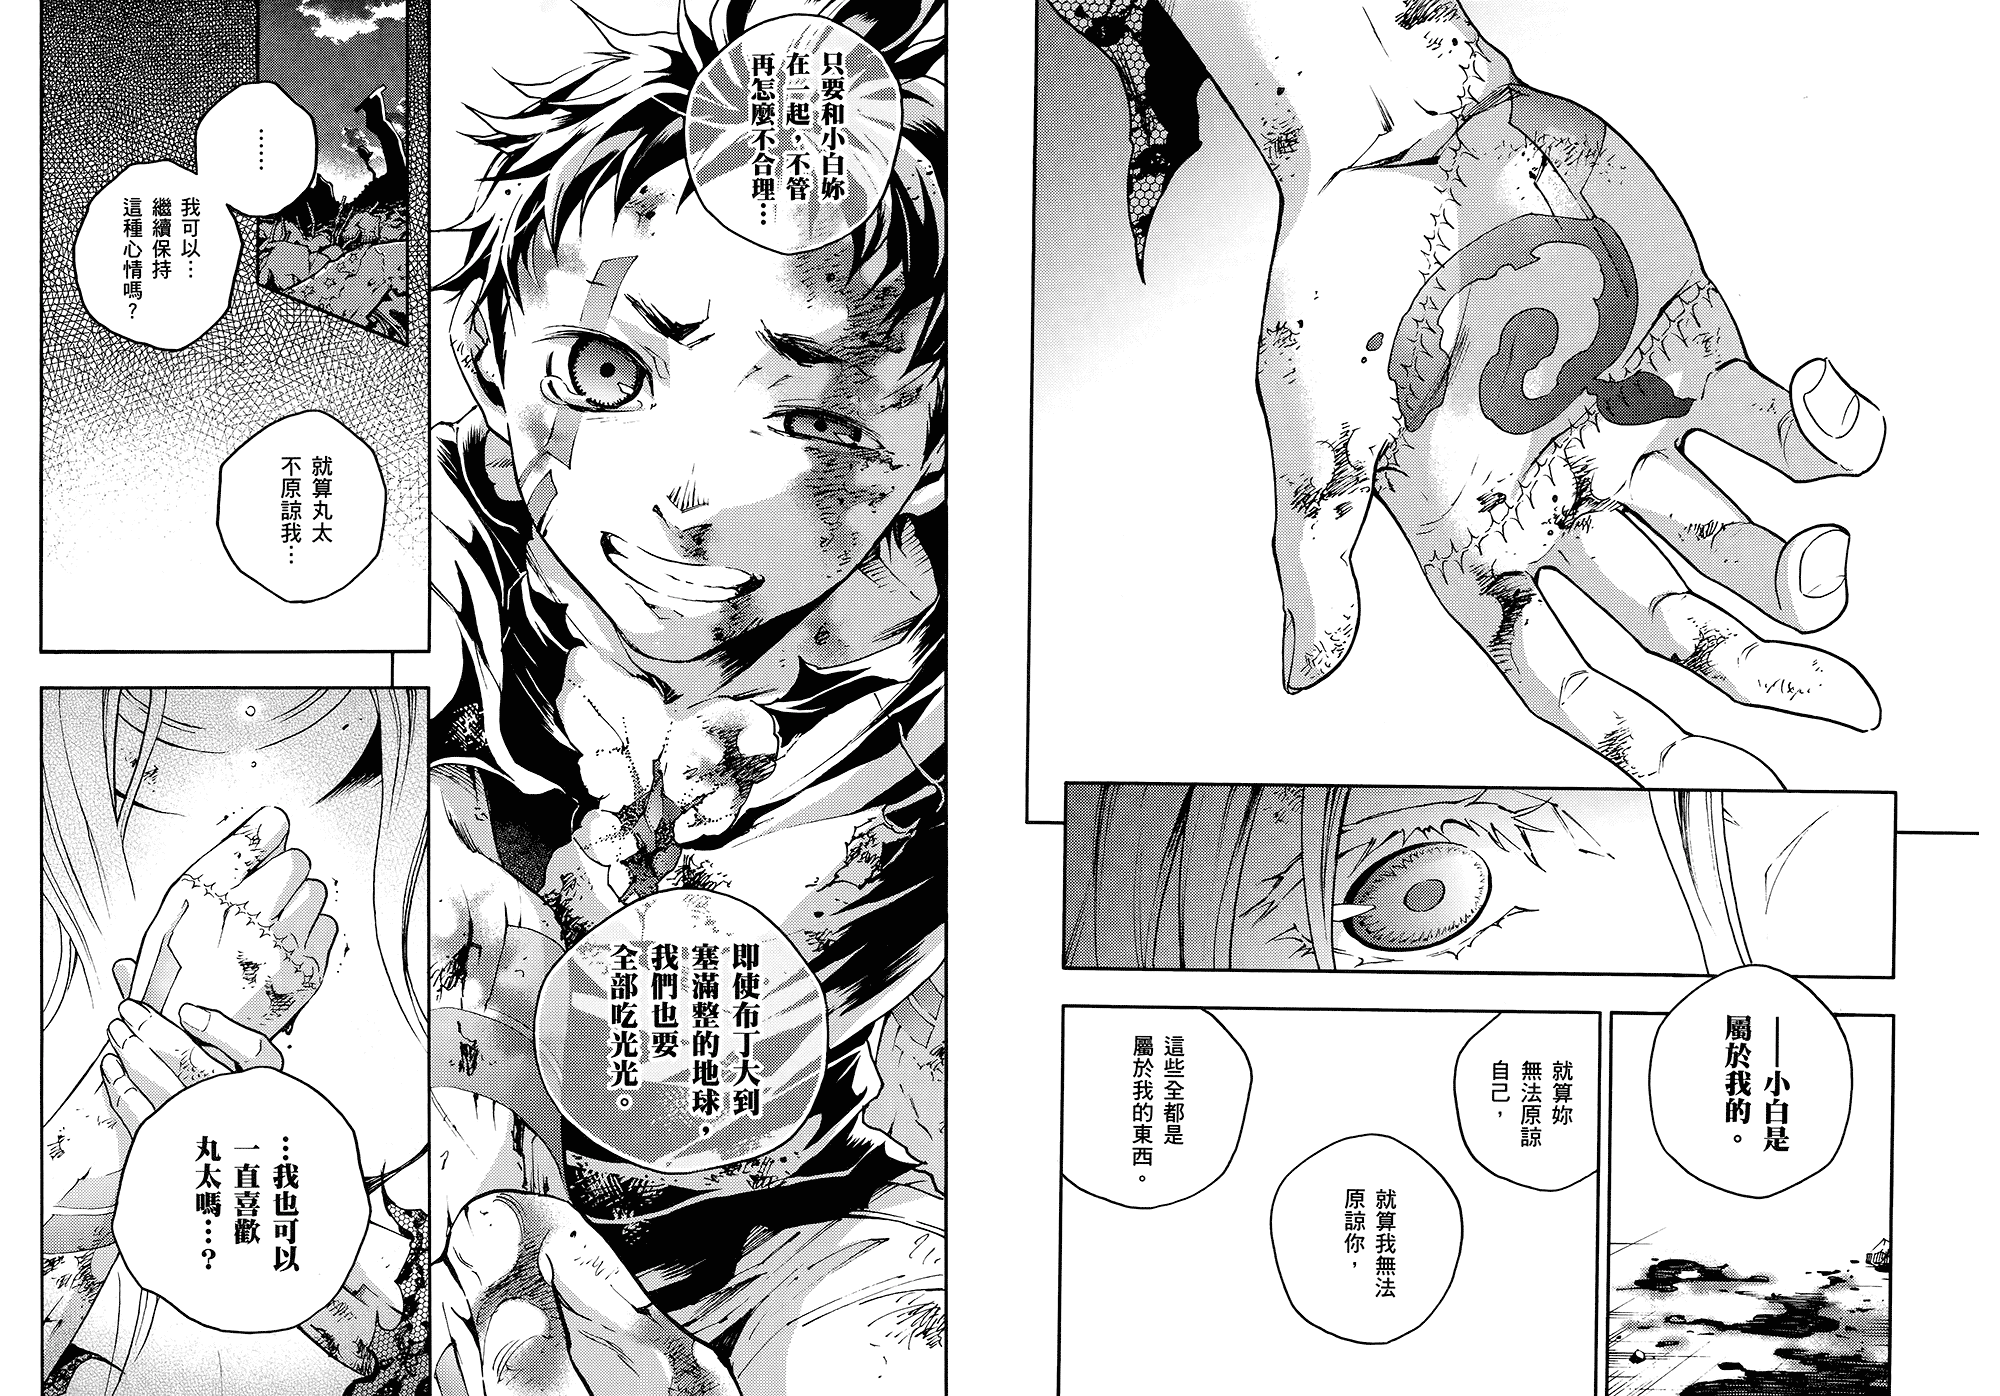 ——小白是
屬於我的。
就算妳
無法原諒
自己，
就算我無法
原諒你，
這些全都是
屬於我的東西。
只要和小白妳
在一起，不管
再怎麼不合理…
即使布丁大到
塞滿整的地球，
我們也要
全部吃光光。
……
我可以…
繼續保持
這種心情嗎？
就算丸太
不原諒我…
…我也可以
一直喜歡
丸太嗎…？